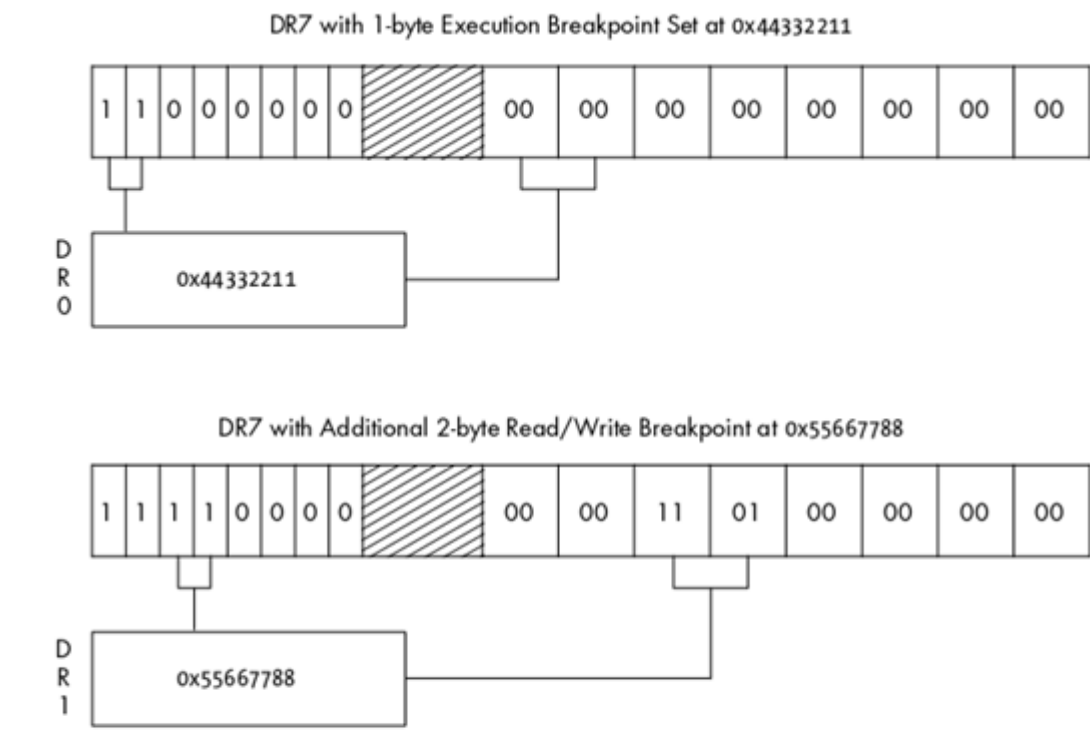 DR7 with 1-byte Execution Breakpoint Set at 0x44332211
1 1 0 0 0 0 0 0 00 00 00 00 00 00 00 00
D
R
0
0x44332211
DR7 with Additional 2-byte Read/Write Breakpoint at 0x55667788
1 1 1 1 0 0 0 0 00 00 11 01 00 00 00 00
D
R
1
0x55667788